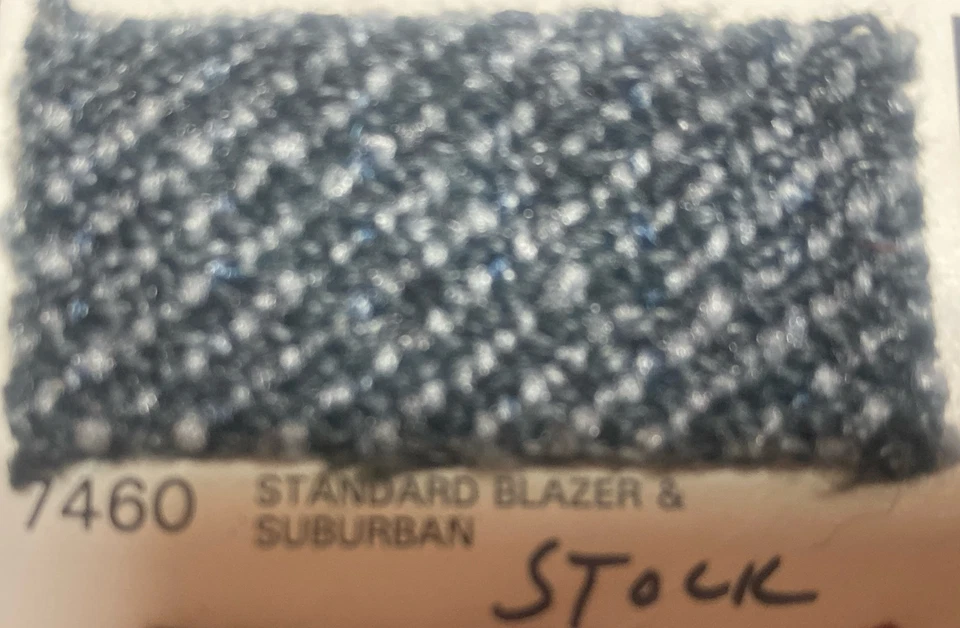 7460 STANDARD BLAZER &
SUBURBAN
STOCK